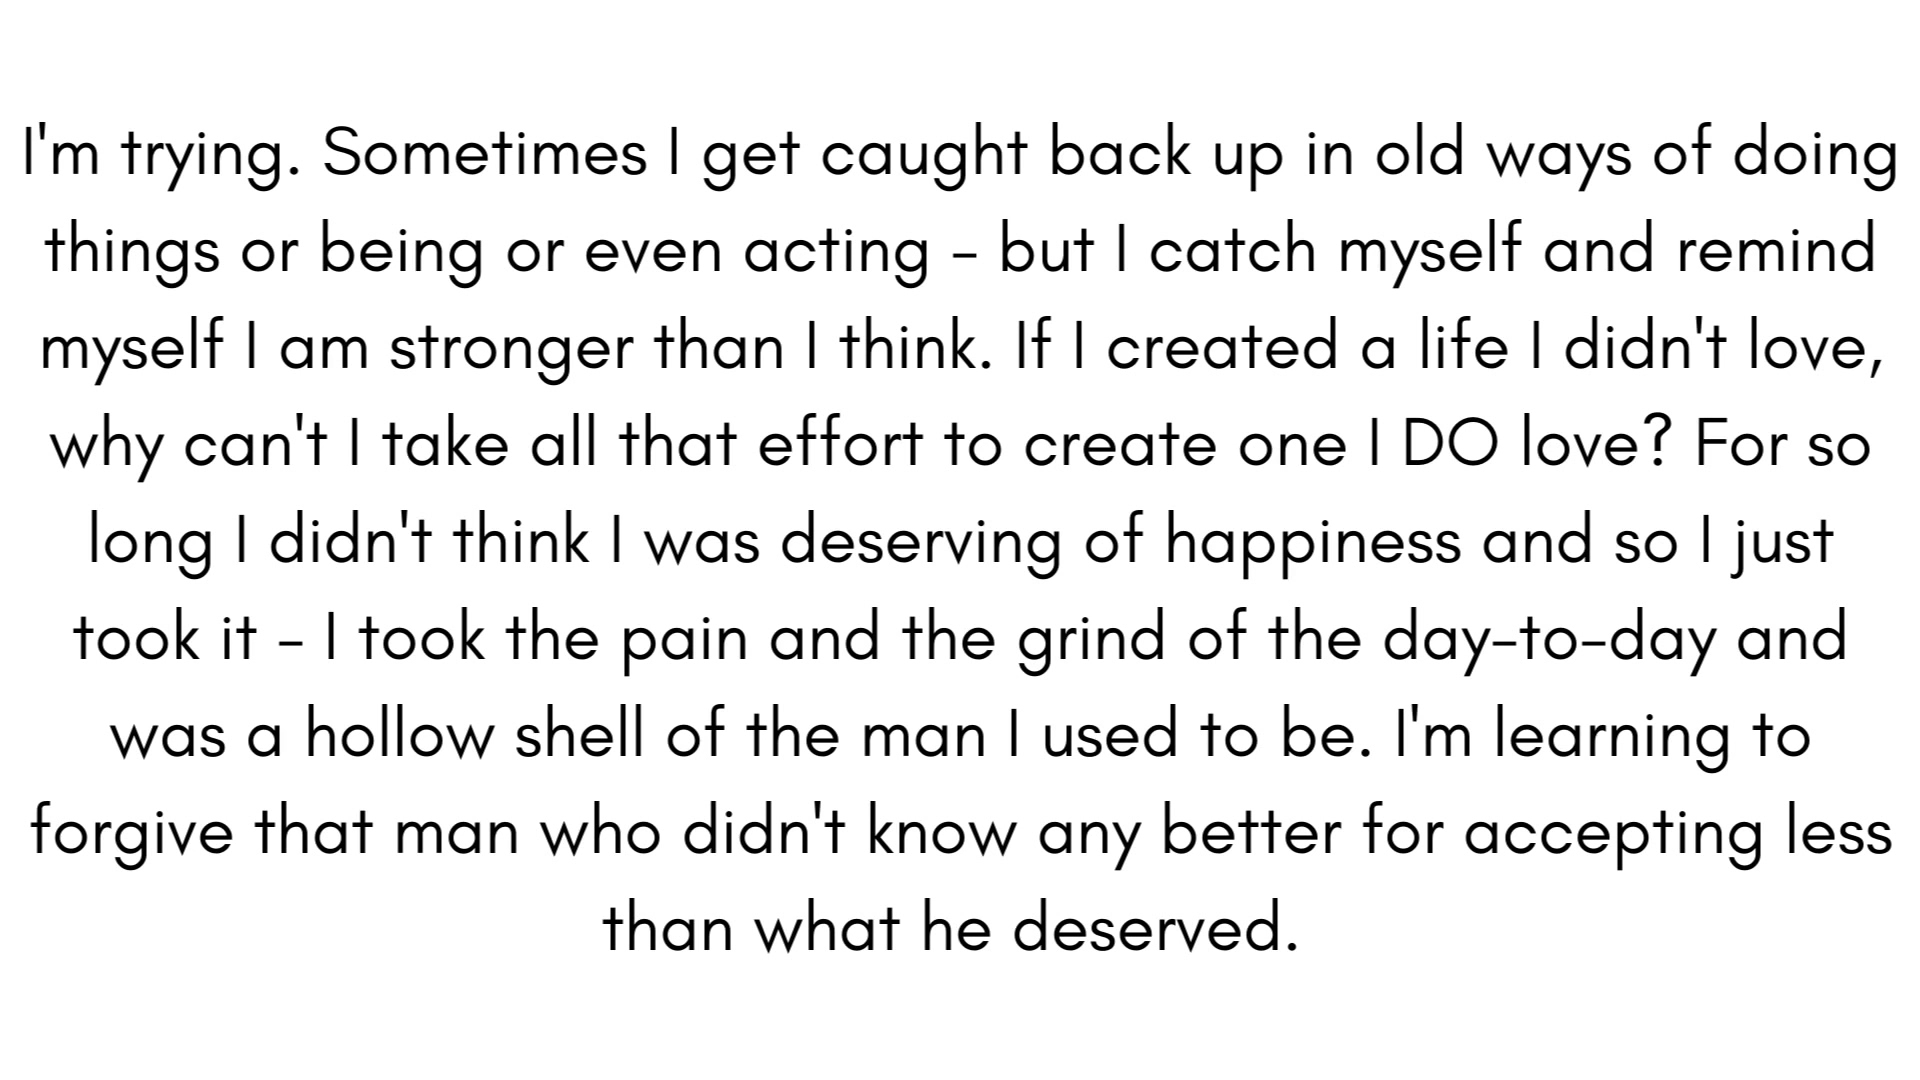 I'm trying. Sometimes I get caught back up in old ways of doing
things or being or even acting - but I catch myself and remind
myself I am stronger than I think. If I created a life I didn't love,
why can't I take all that effort to create one I DO love? For so
long I didn't think I was deserving of happiness and so I just
took it - I took the pain and the grind of the day-to-day and
was a hollow shell of the man I used to be. I'm learning to
forgive that man who didn't know any better for accepting less
than what he deserved.